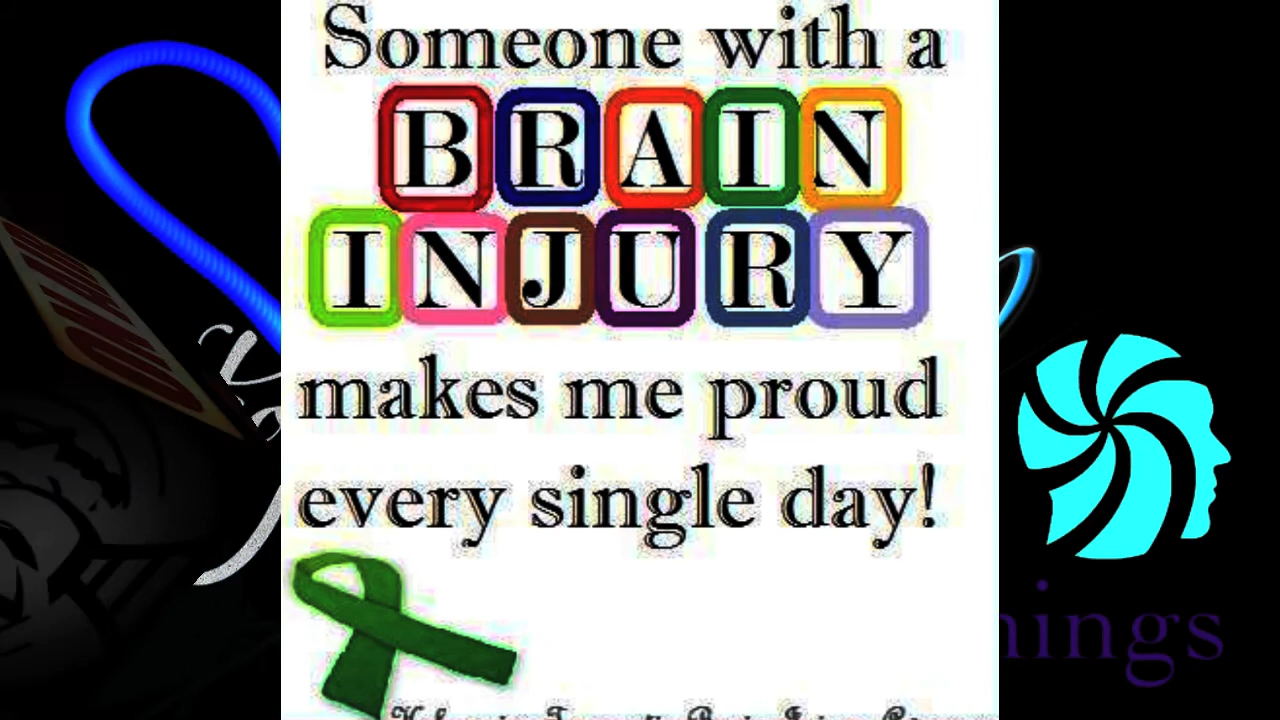 Someone with a
BRAIN
INJURY
makes me proud
every single day!